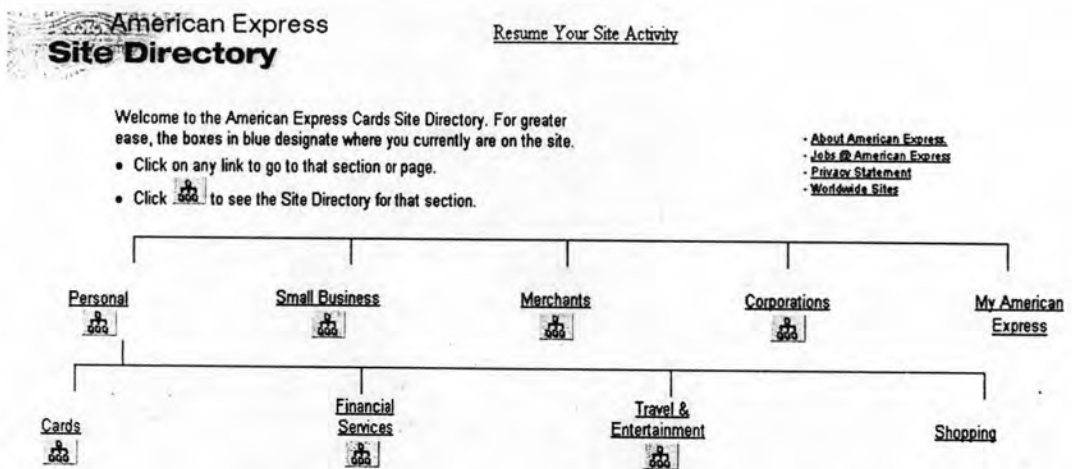 American Express
Site Directory
Resume Your Site Activity
Welcome to the American Express Cards Site Directory. For greater
ease, the boxes in blue designate where you currently are on the site.
• Click on any link to go to that section or page.
• Click to see the Site Directory for that section.
- About American Express
- Jobs @ American Express
- Privacy Statement
- Worldwide Sites
Personal
Small Business
Merchants
Corporations
My American
Express
Cards
Financial
Services
Travel &
Entertainment
Shopping